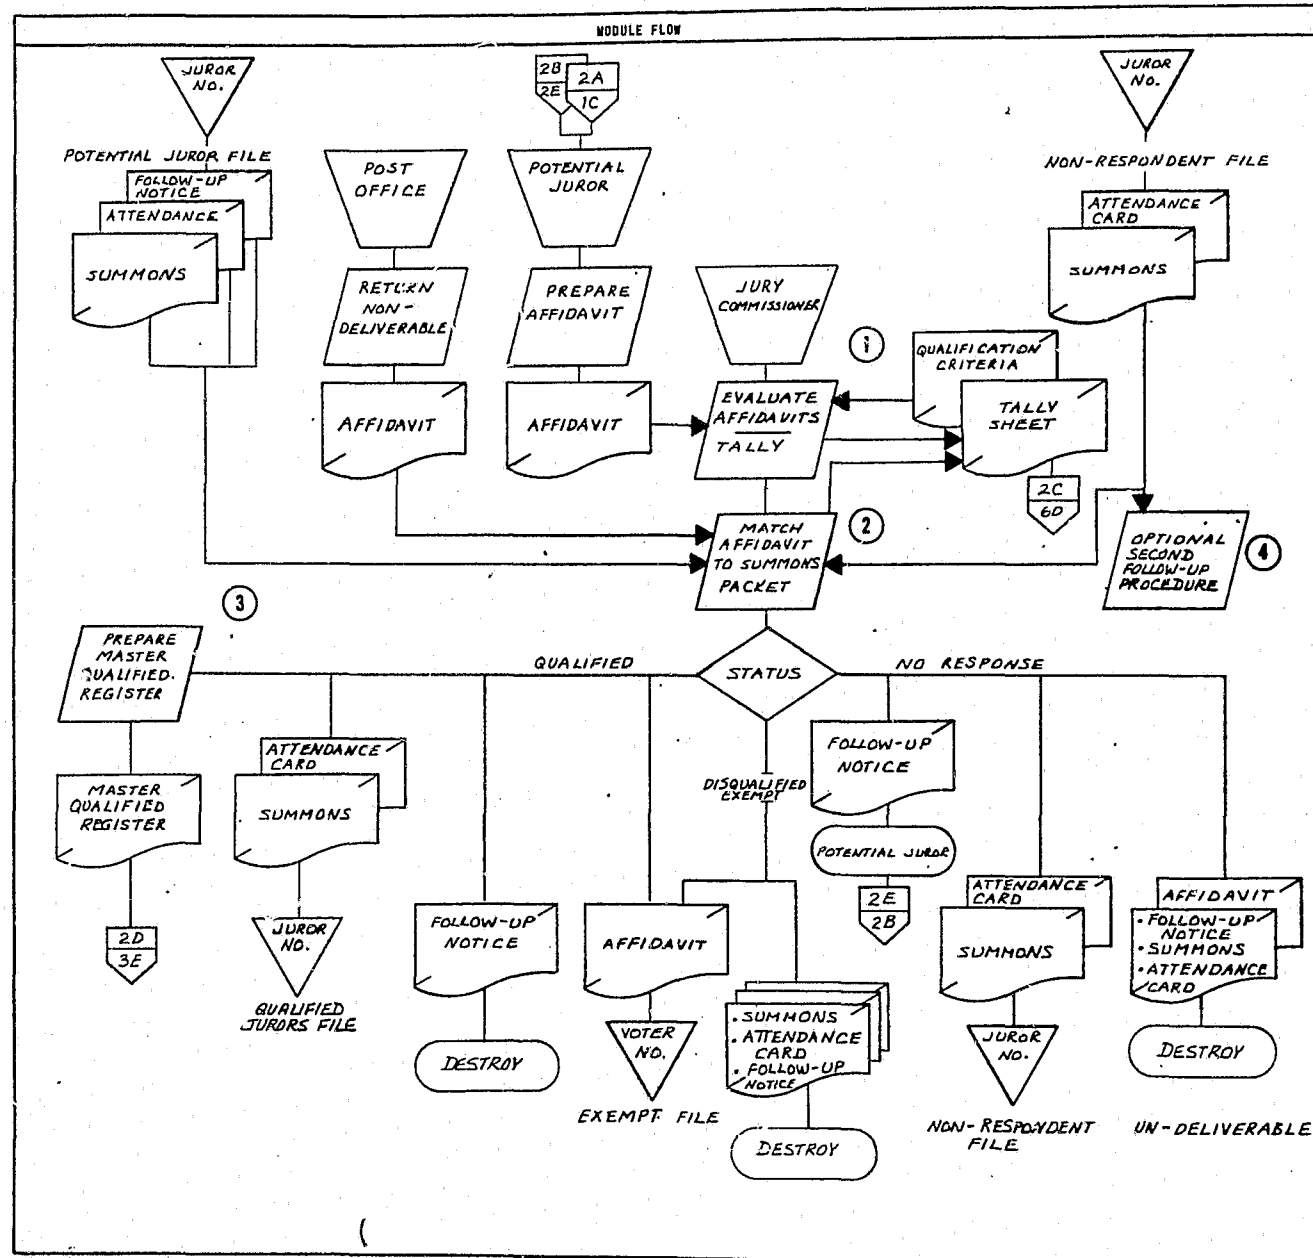 MODULE FLOW
JUROR
NO.
2B
2E
2A
1C
JUROR
NO.
POTENTIAL JUROR FILE
FOLLOW-UP
NOTICE
ATTENDANCE
SUMMONS
POST
OFFICE
POTENTIAL
JUROR
NON-RESPONDENT FILE
ATTENDANCE
CARD
SUMMONS
RETURN
NON-
DELIVERABLE
PREPARE
AFFIDAVIT
JURY
COMMISSIONER
1
QUALIFICATION
CRITERIA
AFFIDAVIT
AFFIDAVIT
EVALUATE
AFFIDAVITS
TALLY
TALLY
SHEET
2C
6D
MATCH
AFFIDAVIT
TO SUMMONS
PACKET
2
OPTIONAL
SECOND
FOLLOW-UP
PROCEDURE
4
3
PREPARE
MASTER
QUALIFIED.
REGISTER
QUALIFIED
STATUS
NO RESPONSE
ATTENDANCE
CARD
SUMMONS
MASTER
QUALIFIED
REGISTER
DISQUALIFIED
EXEMPT
FOLLOW-UP
NOTICE
POTENTIAL JUROR
2E
2B
2D
3E
JUROR
NO.
QUALIFIED
JURORS FILE
FOLLOW-UP
NOTICE
DESTROY
AFFIDAVIT
VOTER
NO.
EXEMPT FILE
• SUMMONS
• ATTENDANCE
CARD
• FOLLOW-UP
NOTICE
DESTROY
ATTENDANCE
CARD
SUMMONS
JUROR
NO.
NON-RESPONDENT
FILE
AFFIDAVIT
• FOLLOW-UP
NOTICE
• SUMMONS
• ATTENDANCE
CARD
DESTROY
UN-DELIVERABLE